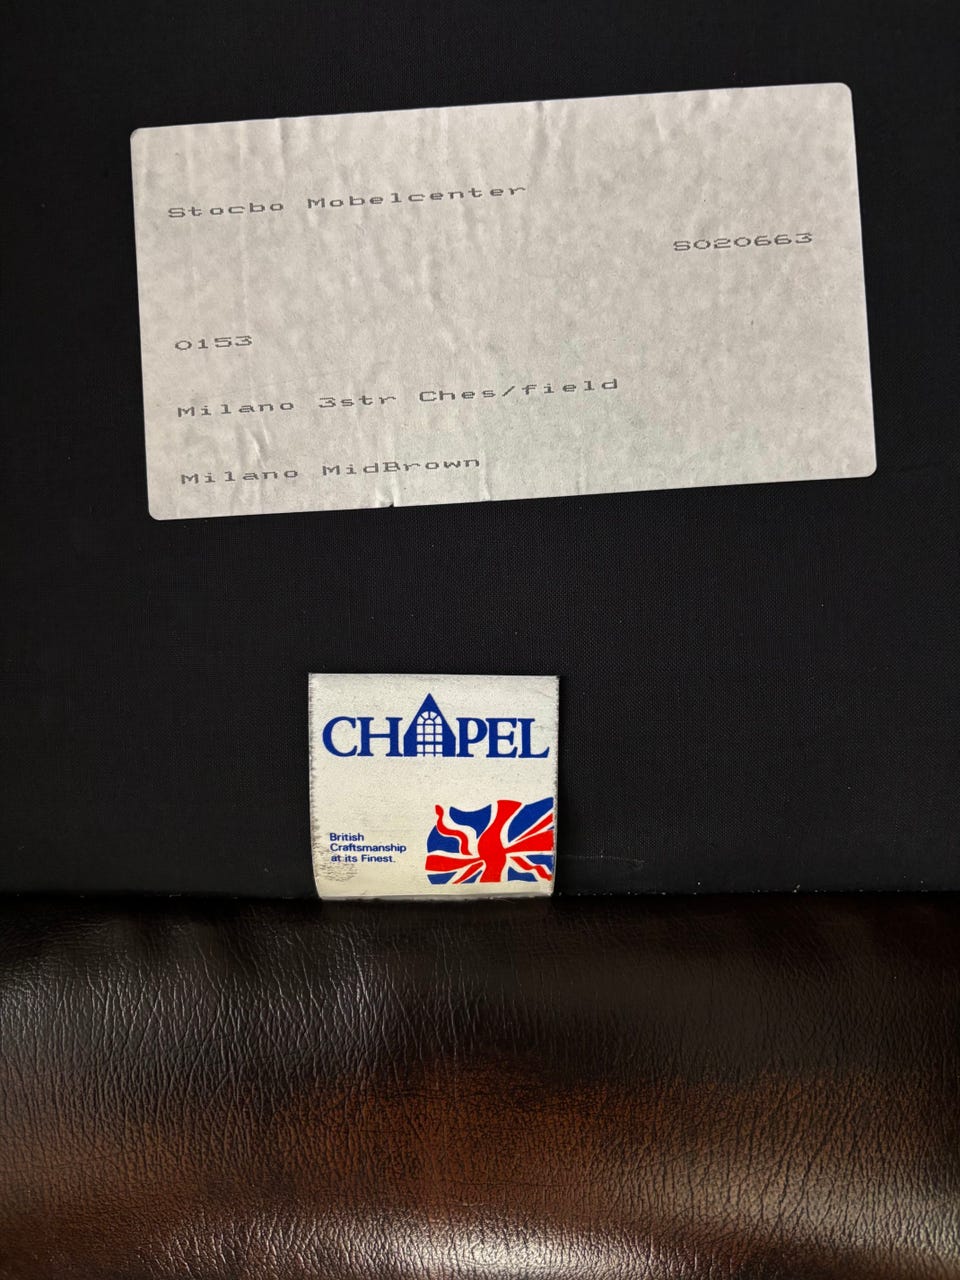 Stocbo Mobelcenter
S020663
0153
Milano 3str Ches/field
Milano MidBrown
CHAPEL
British
Craftsmanship
at its Finest.